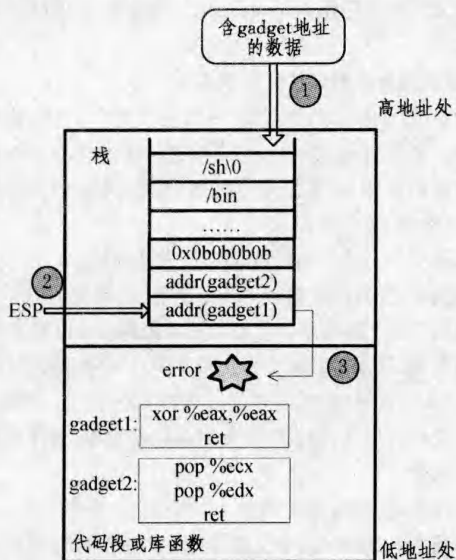 含gadget地址
的数据
1
高地址处
栈
/sh\0
/bin
……
0x0b0b0b0b
addr(gadget2)
2
ESP
addr(gadget1)
error
3
gadget1:
xor %eax,%eax
ret
gadget2:
pop %ecx
pop %edx
ret
代码段或库函数
低地址处